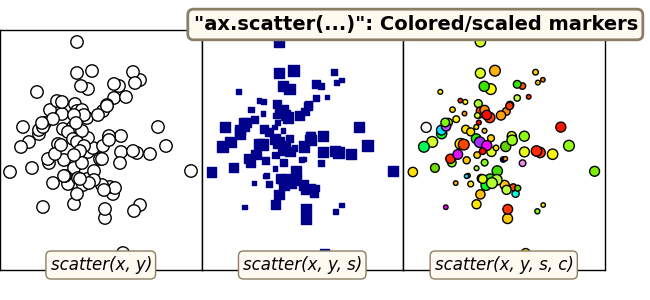 "ax.scatter(...)": Colored/scaled markers
scatter(x, y)
scatter(x, y, s)
scatter(x, y, s, c)